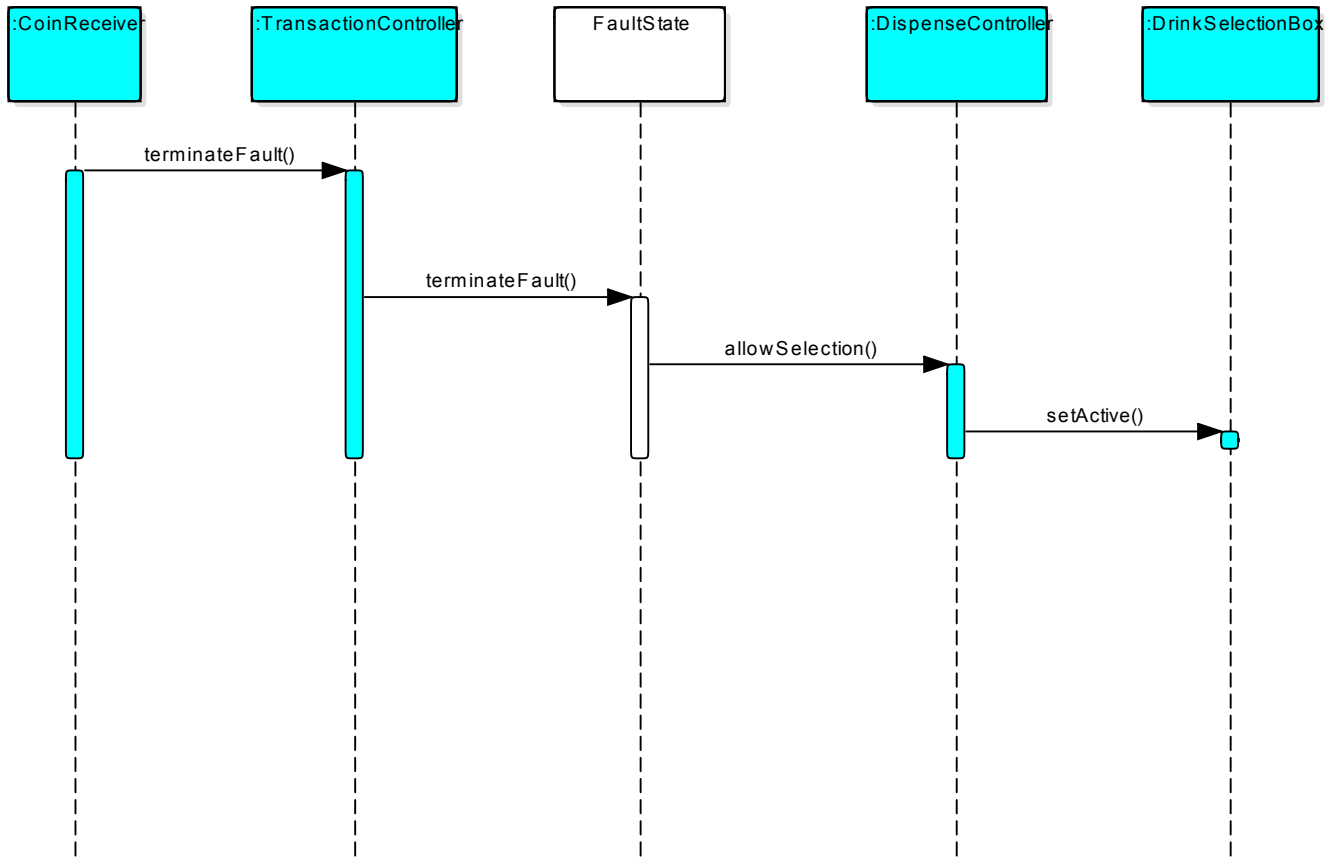 :CoinReceiver
:TransactionController
FaultState
:DispenseController
:DrinkSelectionBox
terminateFault()
terminateFault()
allowSelection()
setActive()